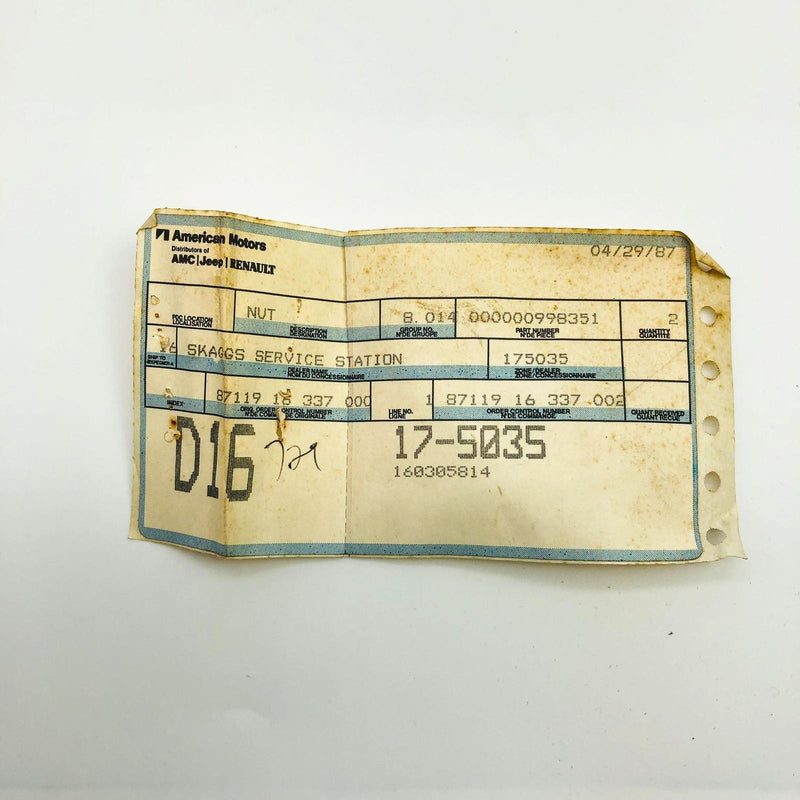 American Motors
Distributors of
AMC | Jeep | RENAULT
04/29/87
NUT 8.014 000000998351 2
PDC LOCATION LOCALISATION DESCRIPTION DESIGNATION GROUP NO. N°DE GRUOPE PART NUMBER N°DE PIECE QUANTITY QUANTITE
16 SKAGGS SERVICE STATION 175035
SHIP TO DEALER NAME NOM DU CONCESSIONNAIRE ZONE/DEALER ZONE/CONCESSIONNAIRE
87119 16 337 000 1 87119 16 337 002
INDEX ORIG. ORDER CONTROL NUMBER N°DE COMMANDE ORIGINALE LINE NO. LIGNE ORDER CONTROL NUMBER N°DE COMMANDE QUANT RECEIVED QUANT RECUE
D16 729 17-5035
160305814